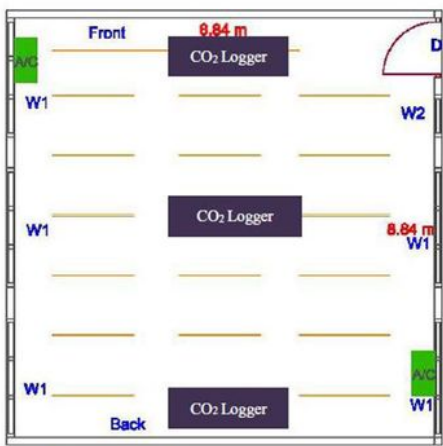 Front
8.84 m
CO2 Logger
D
A/C
W1
W2
CO2 Logger
W1
8.84 m
W1
A/C
W1
W1
CO2 Logger
Back